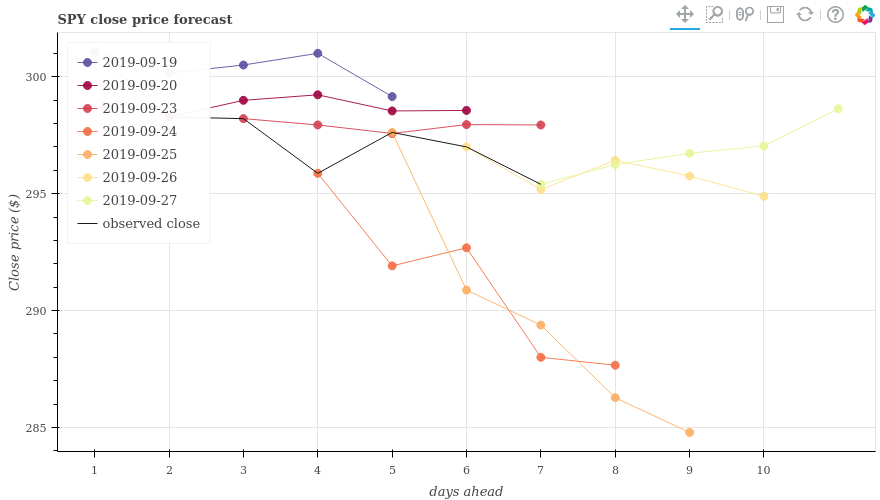 SPY close price forecast
2019-09-19
2019-09-20
2019-09-23
2019-09-24
2019-09-25
2019-09-26
2019-09-27
observed close
300
295
290
285
Close price ($)
1 2 3 4 5 6 7 8 9 10
days ahead